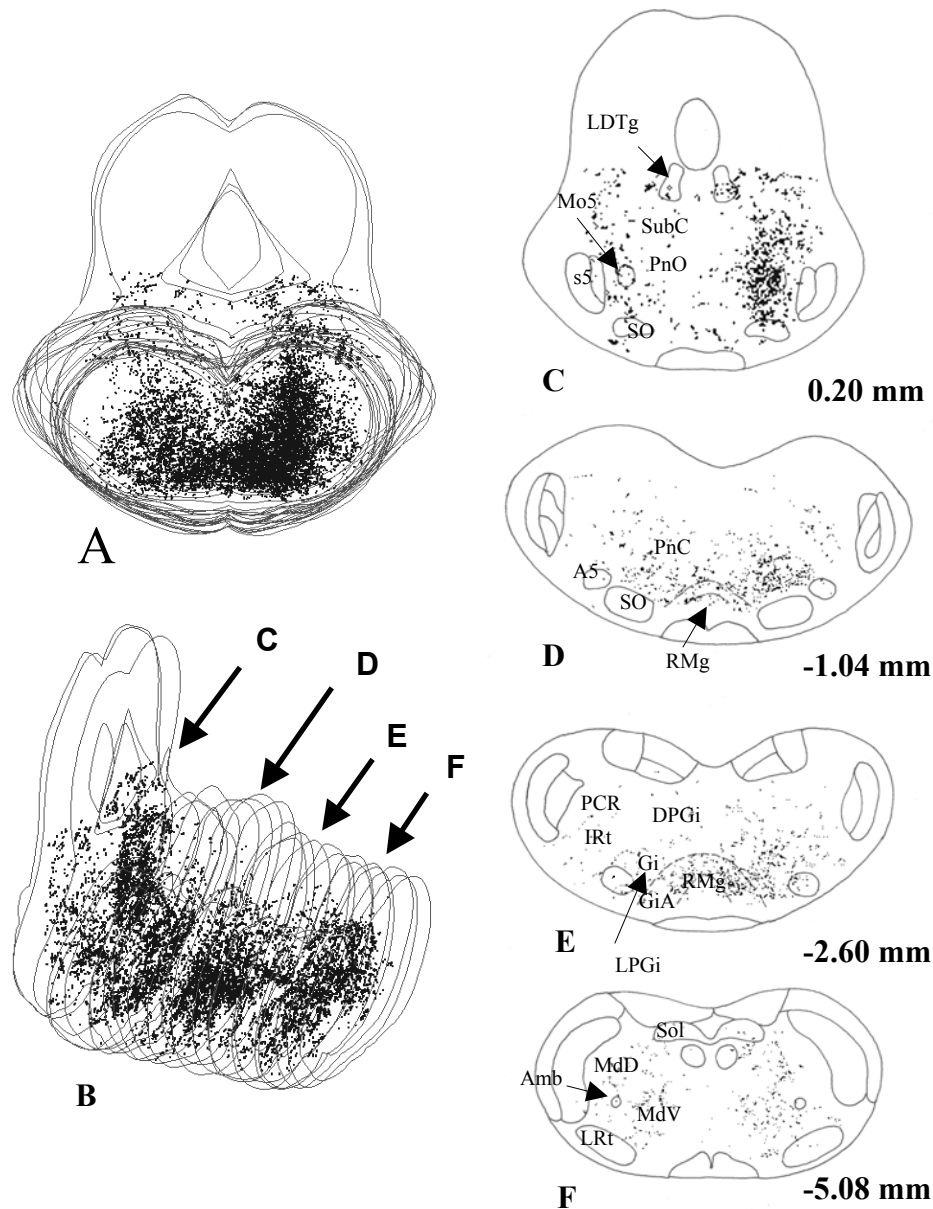 A
C
D
E
F
B
LDTg
Mo5
SubC
PnO
s5
SO
C
0.20 mm
PnC
A5
SO
RMg
D
-1.04 mm
PCR
DPGi
IRt
Gi
RMg
GiA
LPGi
E
-2.60 mm
Sol
MdD
Amb
MdV
LRt
F
-5.08 mm